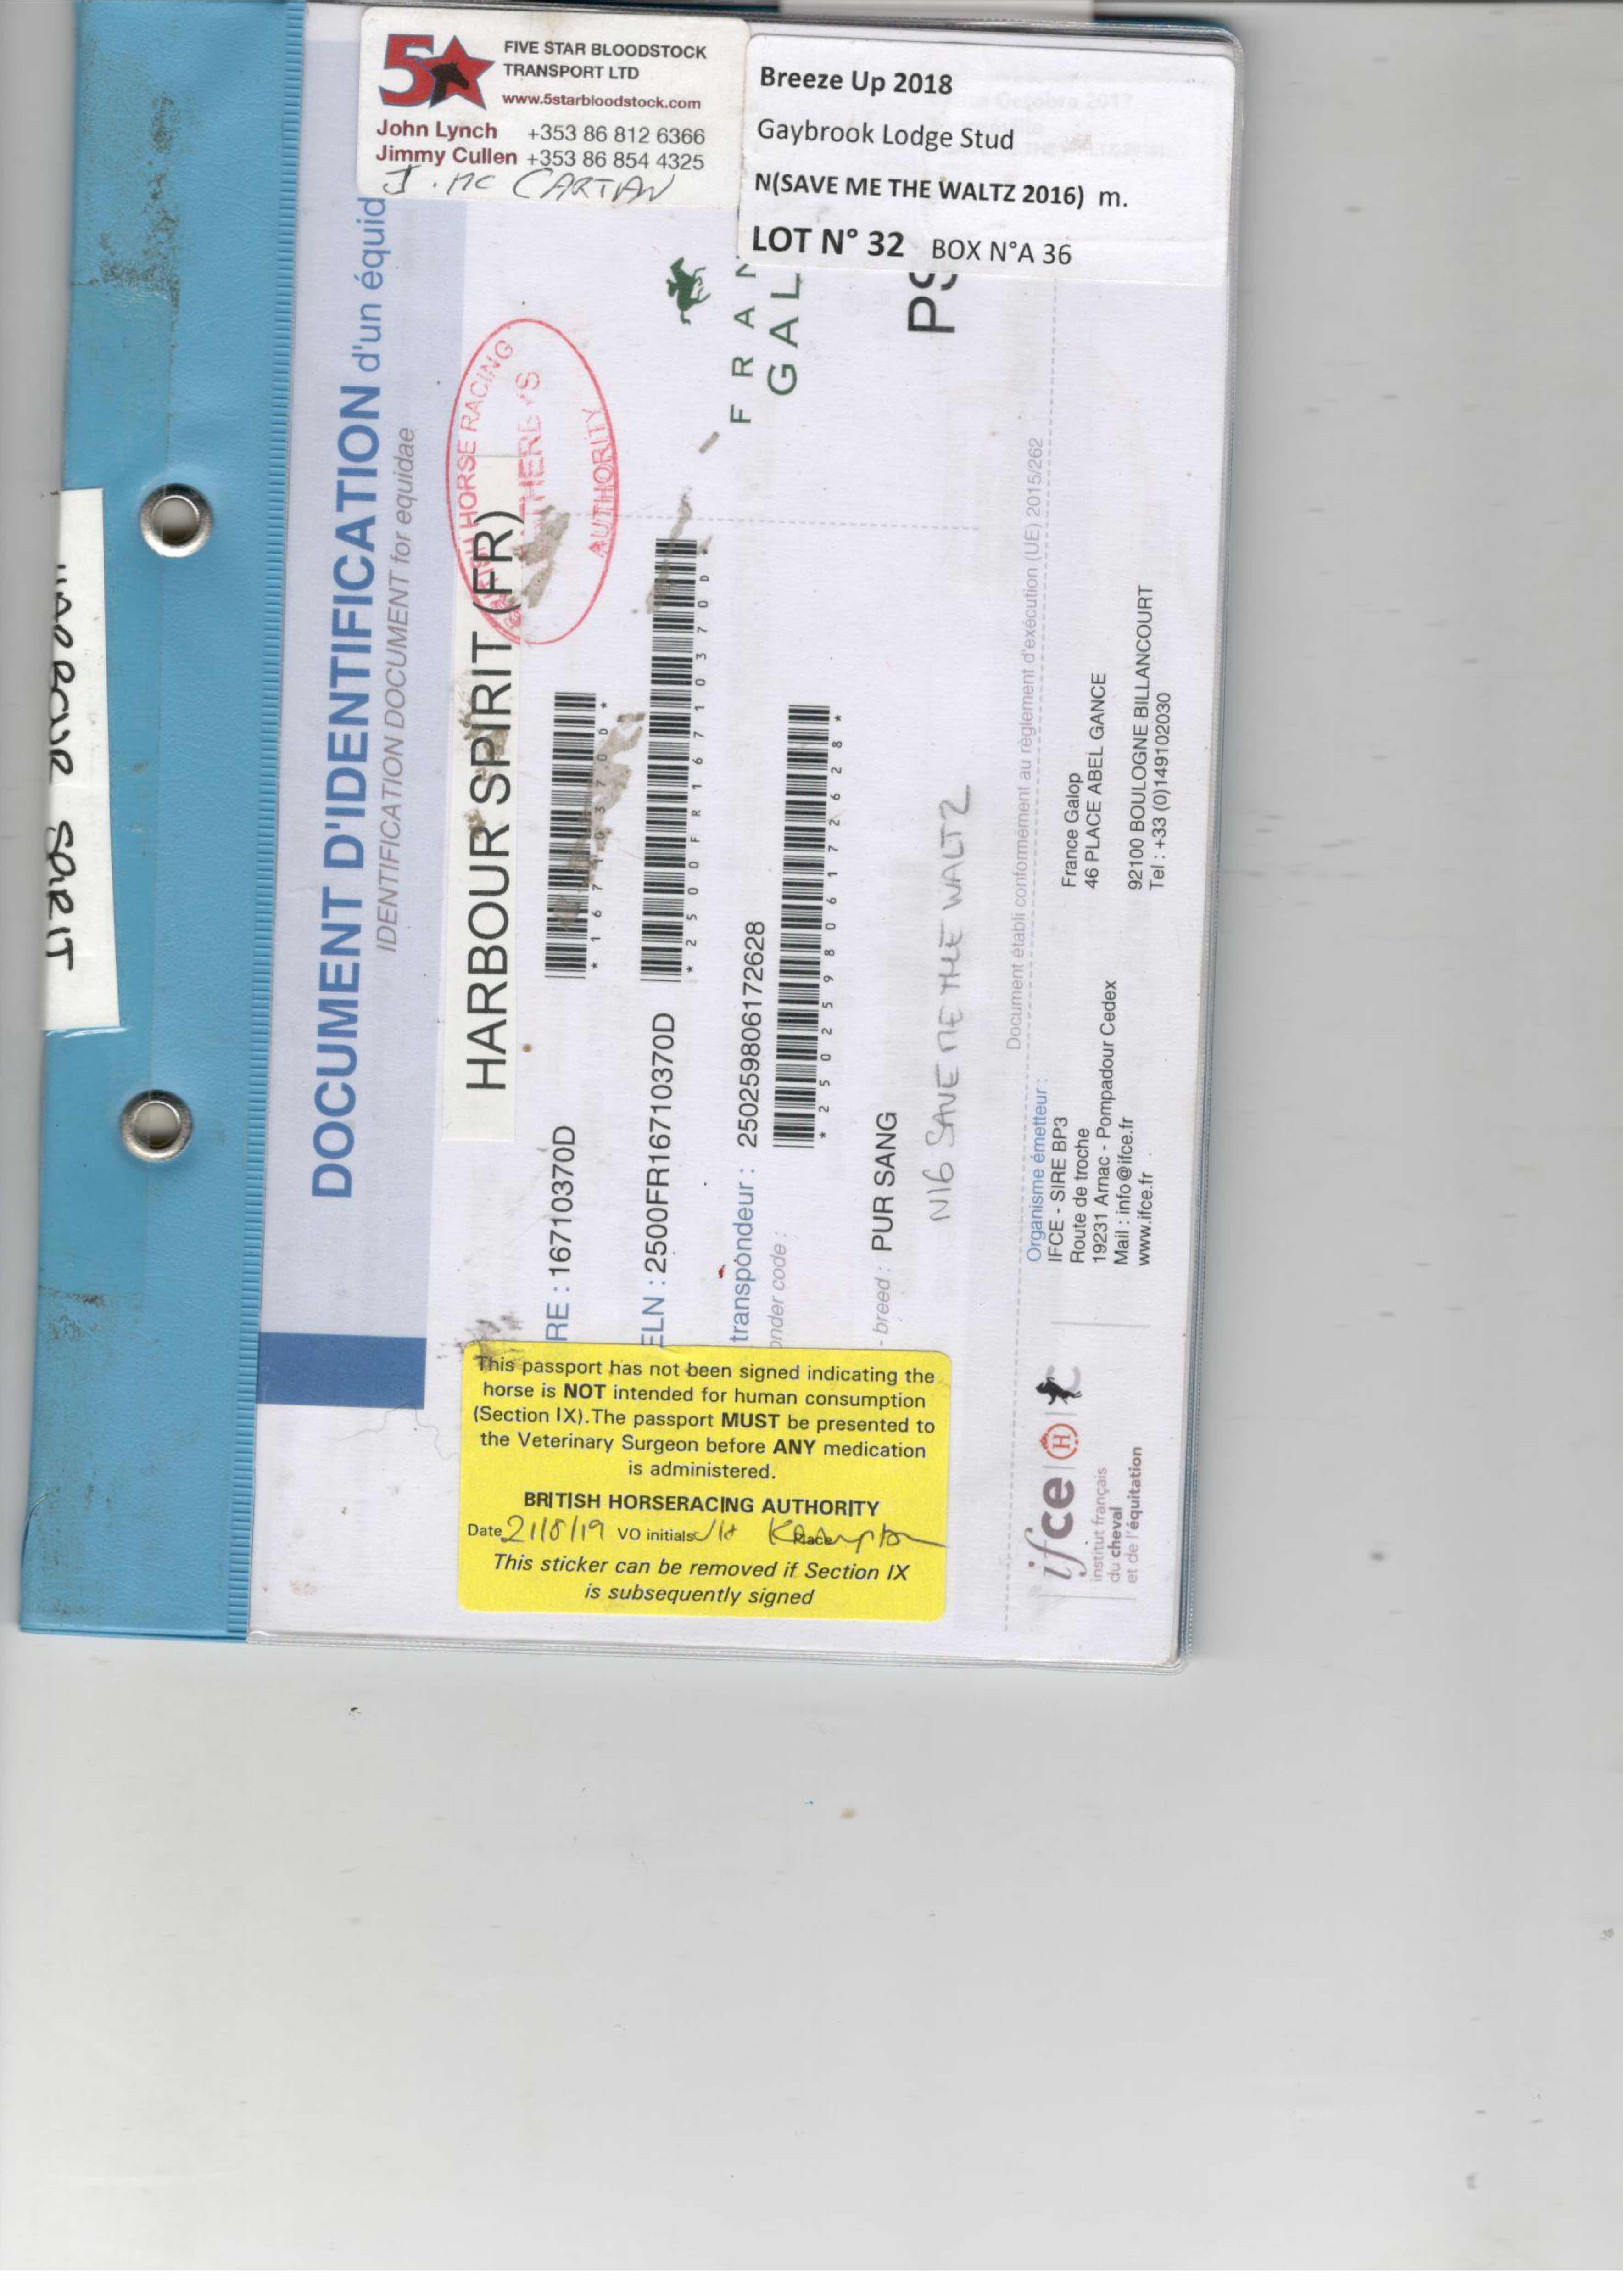 FIVE STAR BLOODSTOCK
TRANSPORT LTD
www.5starbloodstock.com
John Lynch +353 86 812 6366
Jimmy Cullen +353 86 854 4325
J. MC CARTAN
Breeze Up 2018
Gaybrook Lodge Stud
N(SAVE ME THE WALTZ 2016) m.
LOT N° 32 BOX N°A 36
DOCUMENT D'IDENTIFICATION d'un équid
IDENTIFICATION DOCUMENT for equidae
HARBOUR SPIRIT (FR)
HORSE RACING
AUTHORITY
RE : 16710370D
ELN : 2500FR16710370D
*2500FR16710370D*
transpondeur : 250259806172628
onder code :
*250259806172628*
breed : PUR SANG
N16 SAVE ME THE WALTZ
FRAN
GAL
PS
Document établi conformément au règlement d'exécution (UE) 2015/262
Organisme émetteur :
IFCE - SIRE BP3
Route de troche
19231 Arnac - Pompadour Cedex
Mail : info@ifce.fr
www.ifce.fr
France Galop
46 PLACE ABEL GANCE
92100 BOULOGNE BILLANCOURT
Tel : +33 (0)149102030
ifce
institut français
du cheval
et de l'équitation
This passport has not been signed indicating the
horse is NOT intended for human consumption
(Section IX).The passport MUST be presented to
the Veterinary Surgeon before ANY medication
is administered.
BRITISH HORSERACING AUTHORITY
Date 21/8/19 VO initials Place Kempton
This sticker can be removed if Section IX
is subsequently signed